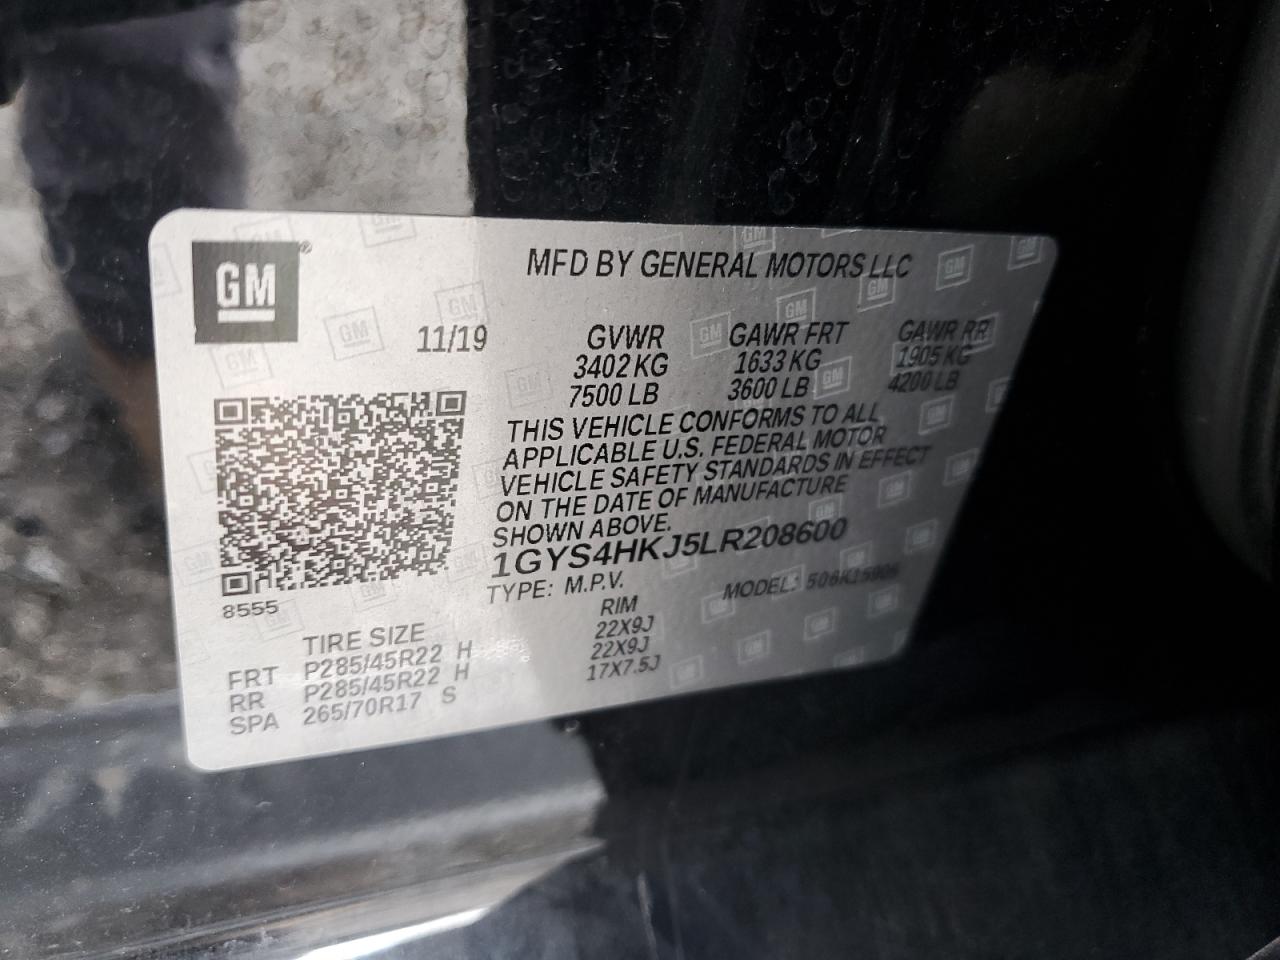 GM
MFD BY GENERAL MOTORS LLC
11/19
GVWR GAWR FRT GAWR RR
3402 KG 1633 KG 1905 KG
7500 LB 3600 LB 4200 LB
THIS VEHICLE CONFORMS TO ALL
APPLICABLE U.S. FEDERAL MOTOR
VEHICLE SAFETY STANDARDS IN EFFECT
ON THE DATE OF MANUFACTURE
SHOWN ABOVE.
1GYS4HKJ5LR208600
TYPE: M.P.V. MODEL:
8555
TIRE SIZE RIM
FRT P285/45R22 H 22X9J
RR P285/45R22 H 22X9J
SPA 265/70R17 S 17X7.5J